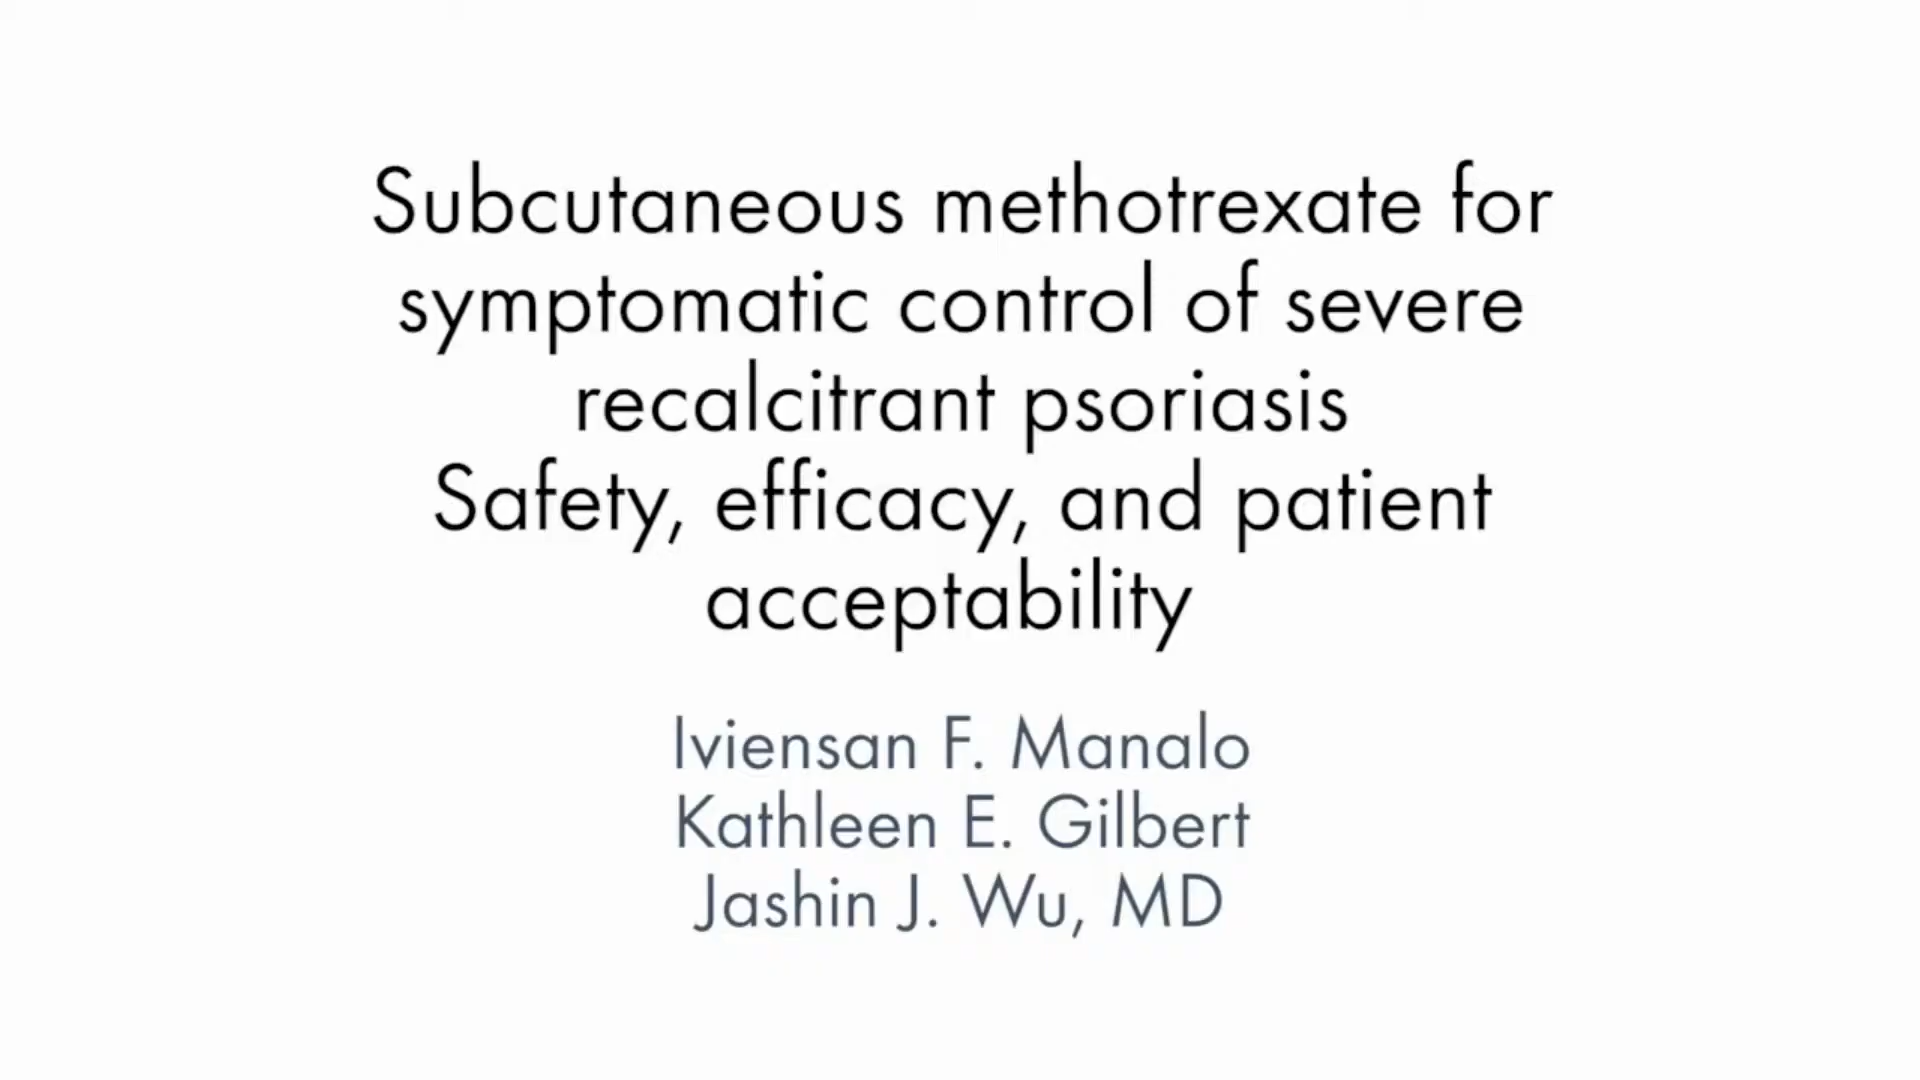 Subcutaneous methotrexate for
symptomatic control of severe
recalcitrant psoriasis
Safety, efficacy, and patient
acceptability
Iviensan F. Manalo
Kathleen E. Gilbert
Jashin J. Wu, MD